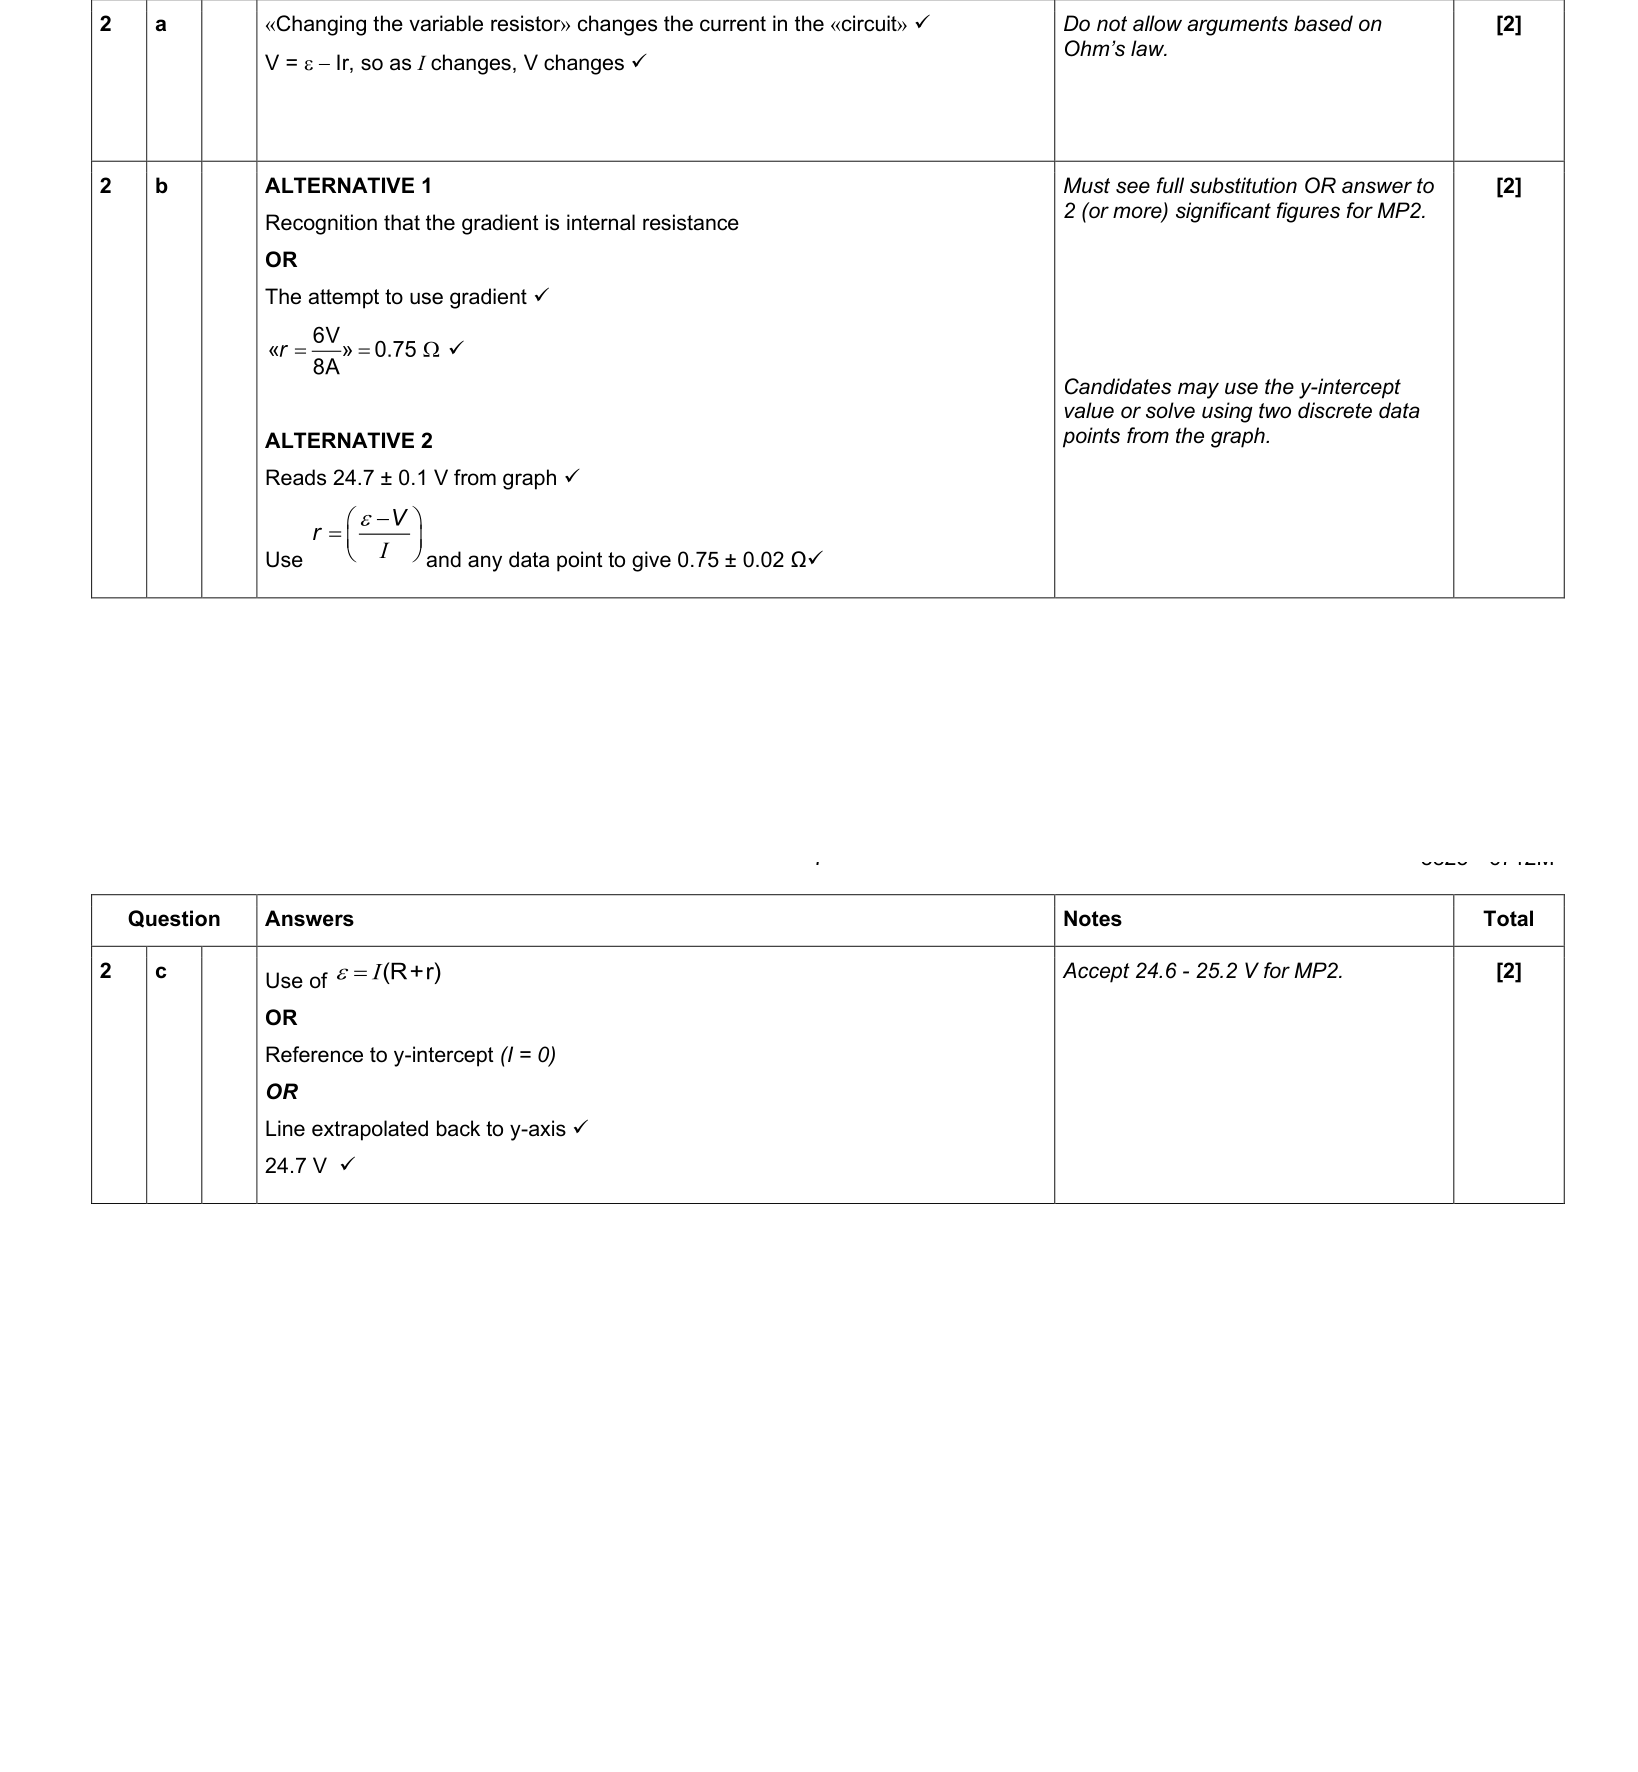 2 a «Changing the variable resistor» changes the current in the «circuit» ✓ Do not allow arguments based on [2]
Ohm's law.
V = ε – Ir, so as I changes, V changes ✓
2 b ALTERNATIVE 1 Must see full substitution OR answer to [2]
2 (or more) significant figures for MP2.
Recognition that the gradient is internal resistance
OR
The attempt to use gradient ✓
«r = 6V/8A» = 0.75 Ω ✓
Candidates may use the y-intercept
value or solve using two discrete data
points from the graph.
ALTERNATIVE 2
Reads 24.7 ± 0.1 V from graph ✓
Use r = ((ε – V)/I) and any data point to give 0.75 ± 0.02 Ω✓
Question Answers Notes Total
2 c Use of ε = I(R+r) Accept 24.6 - 25.2 V for MP2. [2]
OR
Reference to y-intercept (I = 0)
OR
Line extrapolated back to y-axis ✓
24.7 V ✓